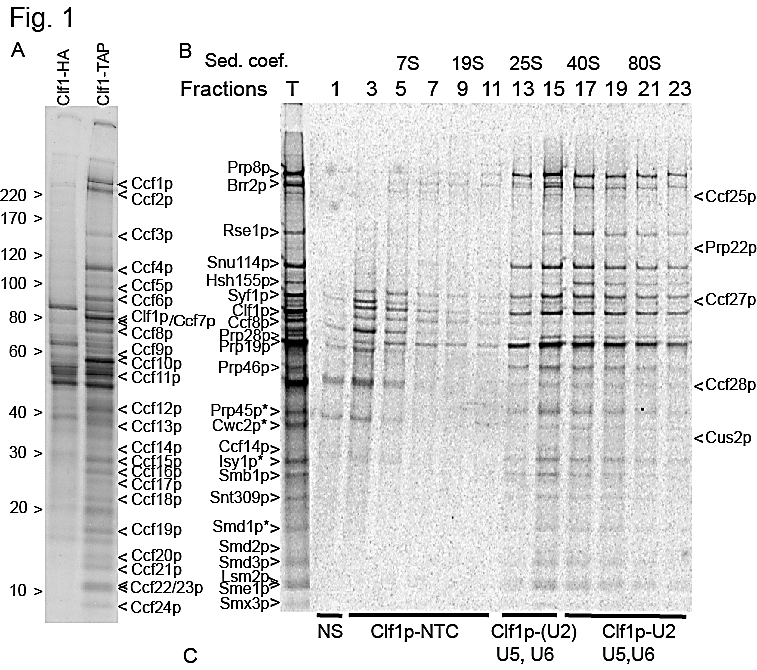 Fig. 1
A
Clf1-HA
Clf1-TAP
220 >
170 >
120 >
100 >
80 >
60 >
40 >
30 >
20 >
10 >
< Ccf1p
< Ccf2p
< Ccf3p
< Ccf4p
< Ccf5p
< Ccf6p
< Clf1p/Ccf7p
< Ccf8p
< Ccf9p
< Ccf10p
< Ccf11p
< Ccf12p
< Ccf13p
< Ccf14p
< Ccf15p
< Ccf16p
< Ccf17p
< Ccf18p
< Ccf19p
< Ccf20p
< Ccf21p
< Ccf22/23p
< Ccf24p
B
Sed. coef. 7S 19S 25S 40S 80S
Fractions T 1 3 5 7 9 11 13 15 17 19 21 23
Prp8p>
Brr2p>
Rse1p>
Snu114p>
Hsh155p>
Syf1p>
Clf1p>
Ccf8p>
Prp28p>
Prp19p>
Prp46p>
Prp45p*>
Cwc2p*>
Ccf14p>
Isy1p*>
Smb1p>
Snt309p>
Smd1p*>
Smd2p>
Smd3p>
Lsm2p>
Sme1p>
Smx3p>
<Ccf25p
<Prp22p
<Ccf27p
<Ccf28p
<Cus2p
NS Clf1p-NTC Clf1p-(U2) Clf1p-U2
U5, U6 U5,U6
C